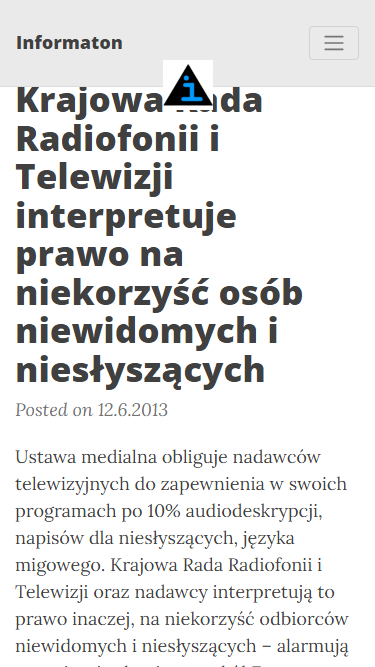 Informaton
Krajowa Rada
Radiofonii i
Telewizji
interpretuje
prawo na
niekorzyść osób
niewidomych i
niesłyszących
Posted on 12.6.2013
Ustawa medialna obliguje nadawców
telewizyjnych do zapewnienia w swoich
programach po 10% audiodeskrypcji,
napisów dla niesłyszących, języka
migowego. Krajowa Rada Radiofonii i
Telewizji oraz nadawcy interpretują to
prawo inaczej, na niekorzyść odbiorców
niewidomych i niesłyszących – alarmują